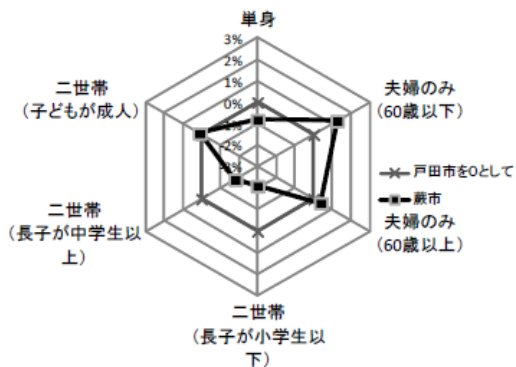 単身
3%
2%
1%
0%
-1%
-2%
-3%
夫婦のみ
(60歳以下)
夫婦のみ
(60歳以上)
二世帯
(長子が小学生以
下)
二世帯
(長子が中学生以
上)
二世帯
(子どもが成人)
戸田市を0として
蕨市